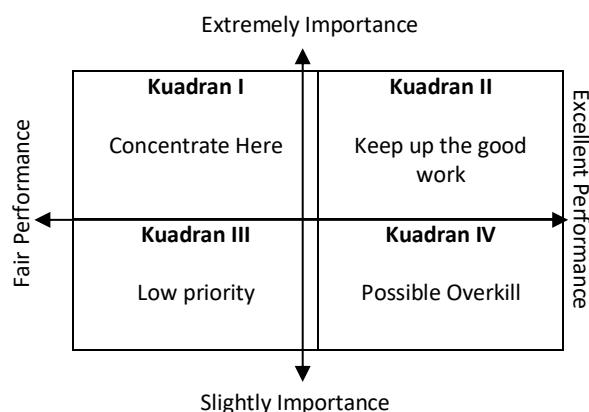 Extremely Importance
Kuadran I
Concentrate Here
Kuadran II
Keep up the good
work
Fair Performance
Excellent Performance
Kuadran III
Low priority
Kuadran IV
Possible Overkill
Slightly Importance